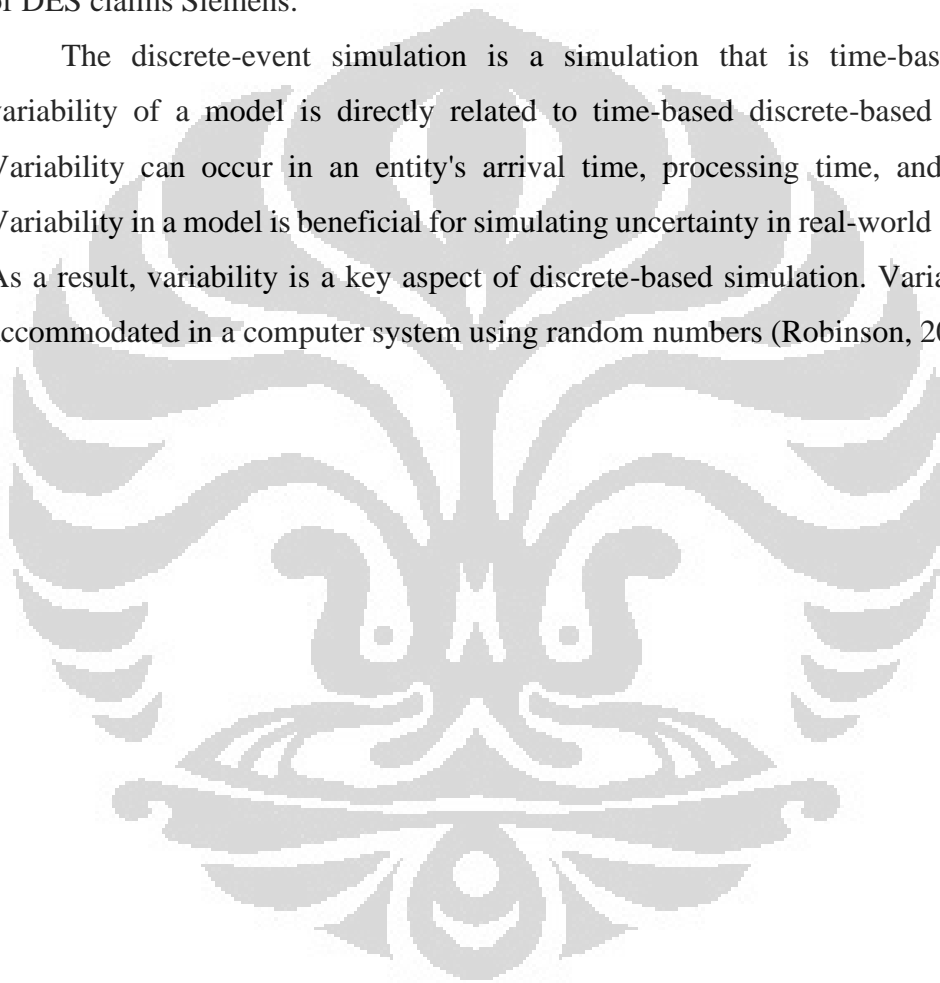 of DES claims Siemens.
The discrete-event simulation is a simulation that is time-bas
variability of a model is directly related to time-based discrete-based
Variability can occur in an entity's arrival time, processing time, and
Variability in a model is beneficial for simulating uncertainty in real-world
As a result, variability is a key aspect of discrete-based simulation. Varia
accommodated in a computer system using random numbers (Robinson, 20